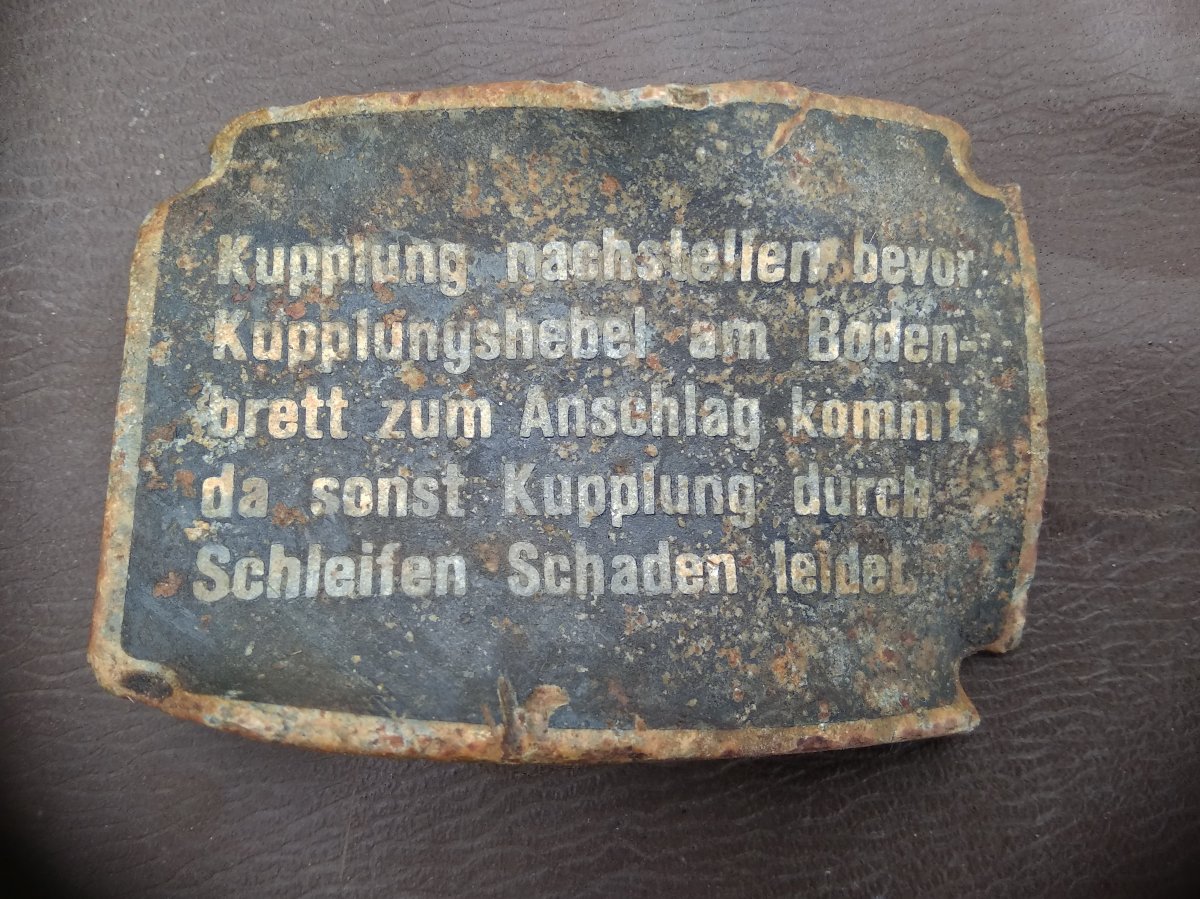 Kupplung nachstellen bevor
Kupplungshebel am Boden-
brett zum Anschlag kommt,
da sonst Kupplung durch
Schleifen Schaden leidet.